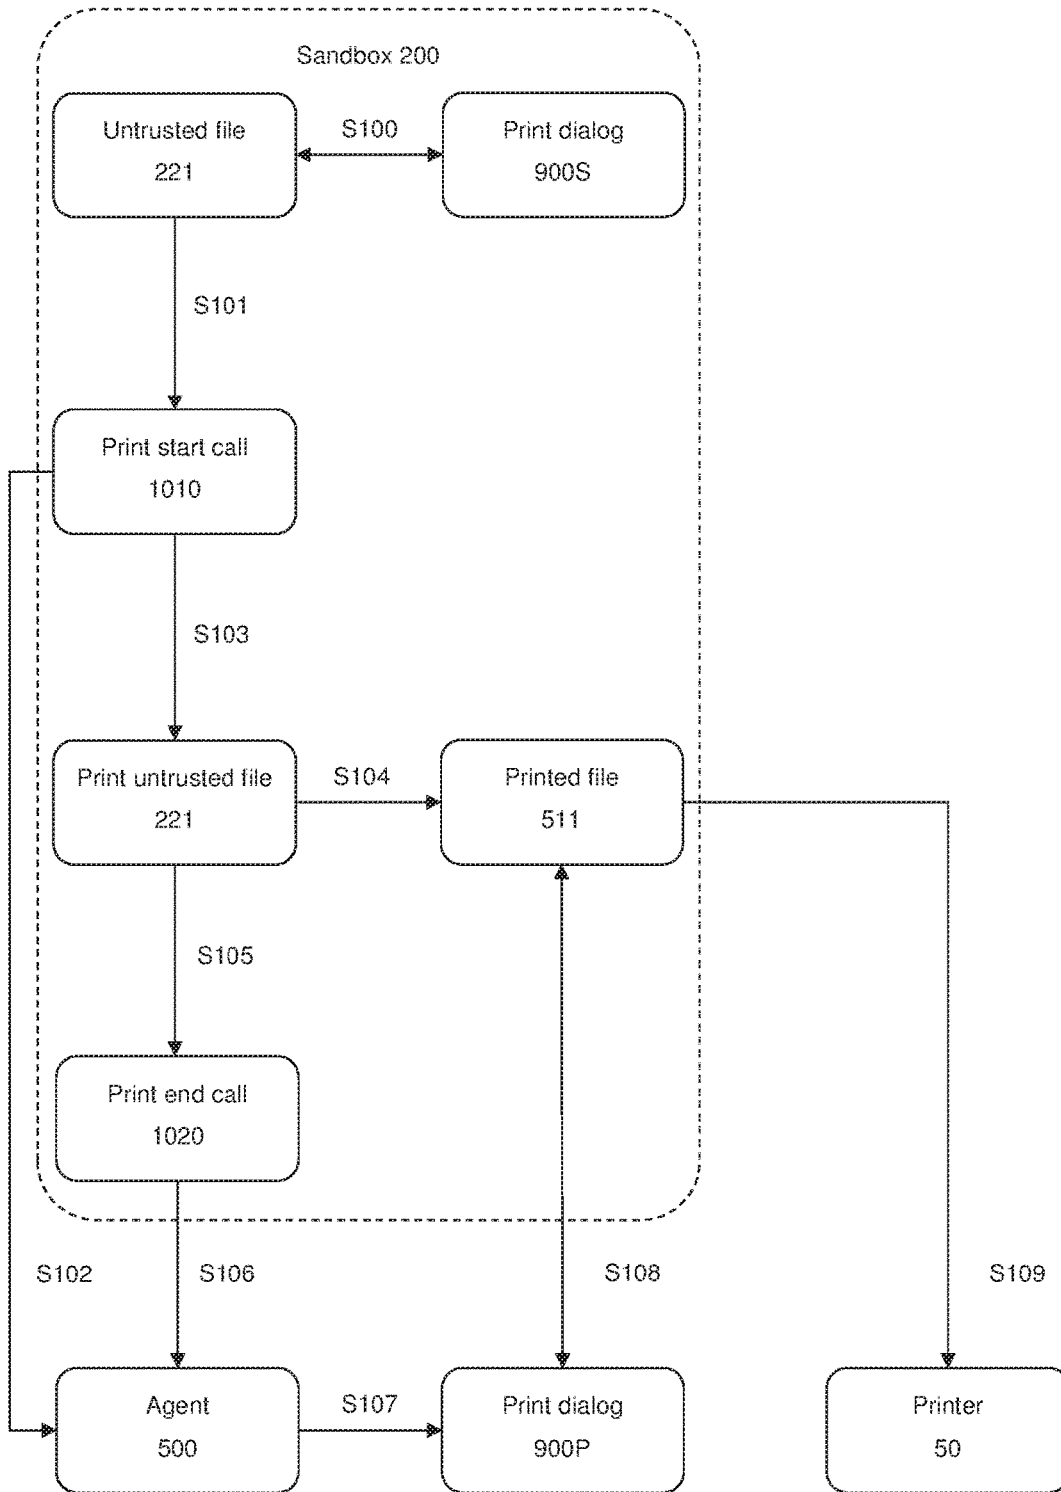 Sandbox 200
Untrusted file
221
S100
Print dialog
900S
S101
Print start call
1010
S103
Print untrusted file
221
S104
Printed file
511
S105
Print end call
1020
S102
S106
S108
S109
Agent
500
S107
Print dialog
900P
Printer
50